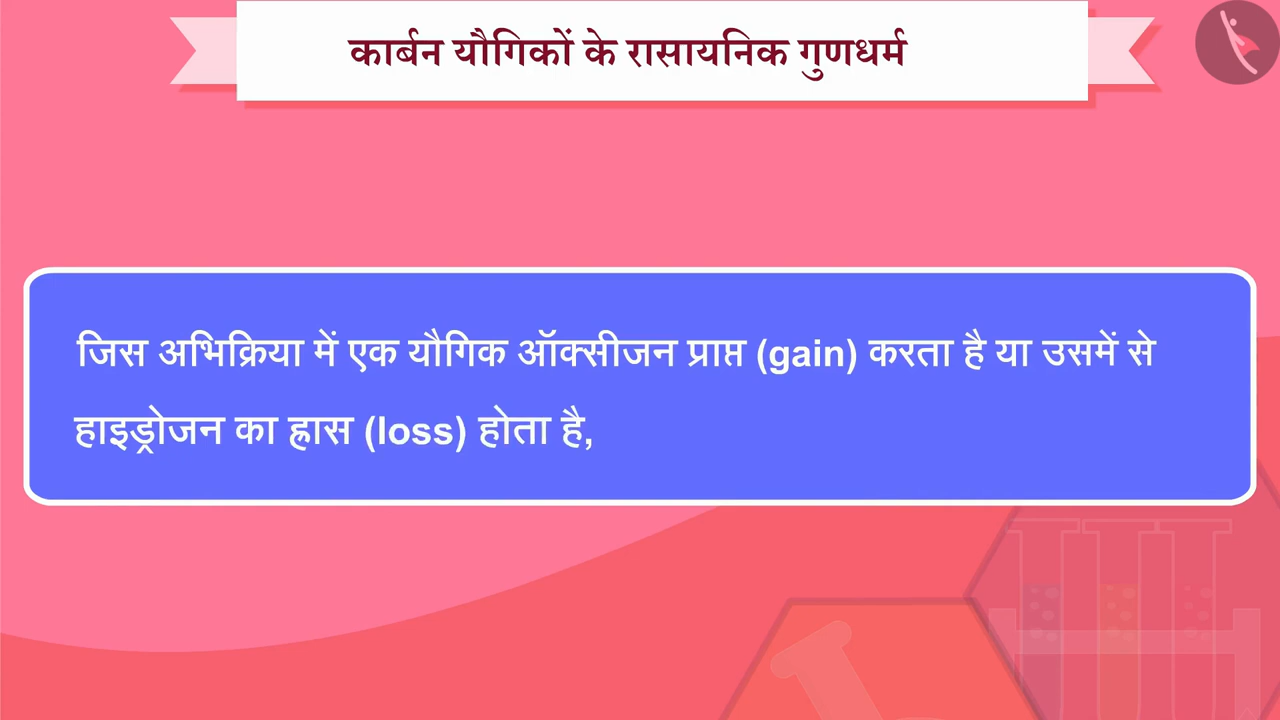 कार्बन यौगिकों के रासायनिक गुणधर्म
जिस अभिक्रिया में एक यौगिक ऑक्सीजन प्राप्त (gain) करता है या उसमें से
हाइड्रोजन का ह्रास (loss) होता है,